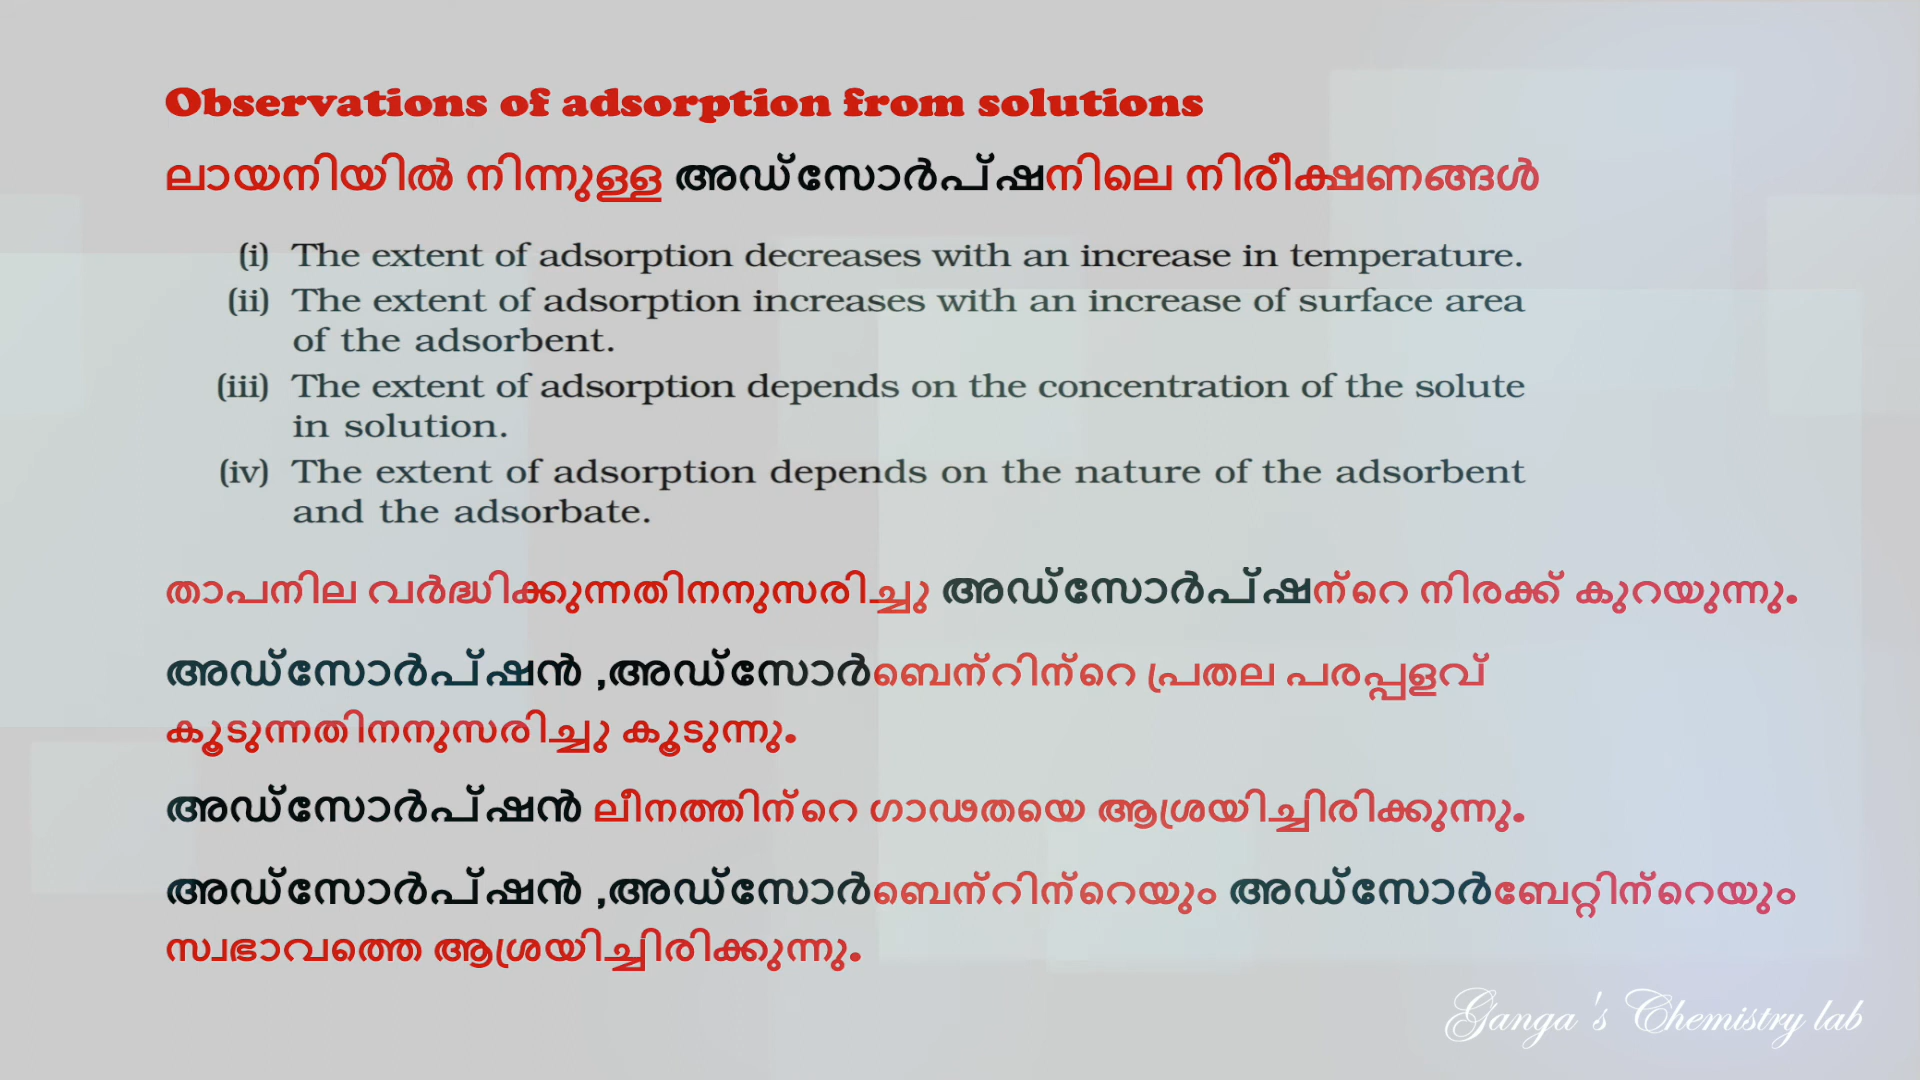 Observations of adsorption from solutions
ലായനിയിൽ നിന്നുള്ള അഡ്സോർപ്ഷനിലെ നിരീക്ഷണങ്ങൾ
(i) The extent of adsorption decreases with an increase in temperature.
(ii) The extent of adsorption increases with an increase of surface area
of the adsorbent.
(iii) The extent of adsorption depends on the concentration of the solute
in solution.
(iv) The extent of adsorption depends on the nature of the adsorbent
and the adsorbate.
താപനില വർദ്ധിക്കുന്നതിനനുസരിച്ചു അഡ്സോർപ്ഷന്റെ നിരക്ക് കുറയുന്നു.
അഡ്സോർപ്ഷൻ ,അഡ്സോർബെന്റിന്റെ പ്രതല പരപ്പളവ്
കൂടുന്നതിനനുസരിച്ചു കൂടുന്നു.
അഡ്സോർപ്ഷൻ ലീനത്തിന്റെ ഗാഢതയെ ആശ്രയിച്ചിരിക്കുന്നു.
അഡ്സോർപ്ഷൻ ,അഡ്സോർബെന്റിന്റെയും അഡ്സോർബേറ്റിന്റെയും
സ്വഭാവത്തെ ആശ്രയിച്ചിരിക്കുന്നു.
Ganga 's Chemistry lab